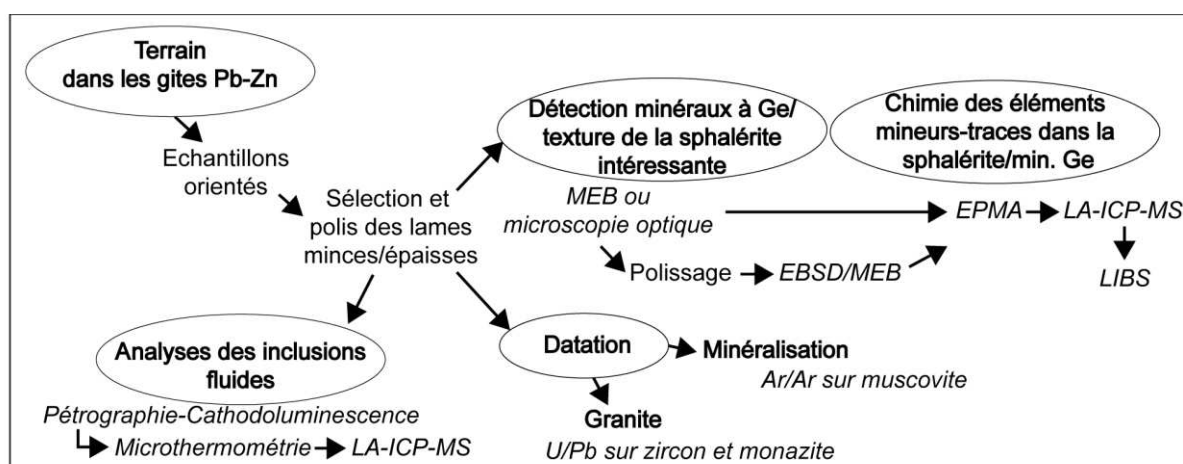 Terrain
dans les gites Pb-Zn
Echantillons
orientés
Sélection et
polis des lames
minces/épaisses
Détection minéraux à Ge/
texture de la sphalérite
intéressante
MEB ou
microscopie optique
Polissage
EBSD/MEB
Chimie des éléments
mineurs-traces dans la
sphalérite/min. Ge
EPMA
LA-ICP-MS
LIBS
Analyses des inclusions
fluides
Pétrographie-Cathodoluminescence
Microthermométrie
LA-ICP-MS
Datation
Minéralisation
Ar/Ar sur muscovite
Granite
U/Pb sur zircon et monazite